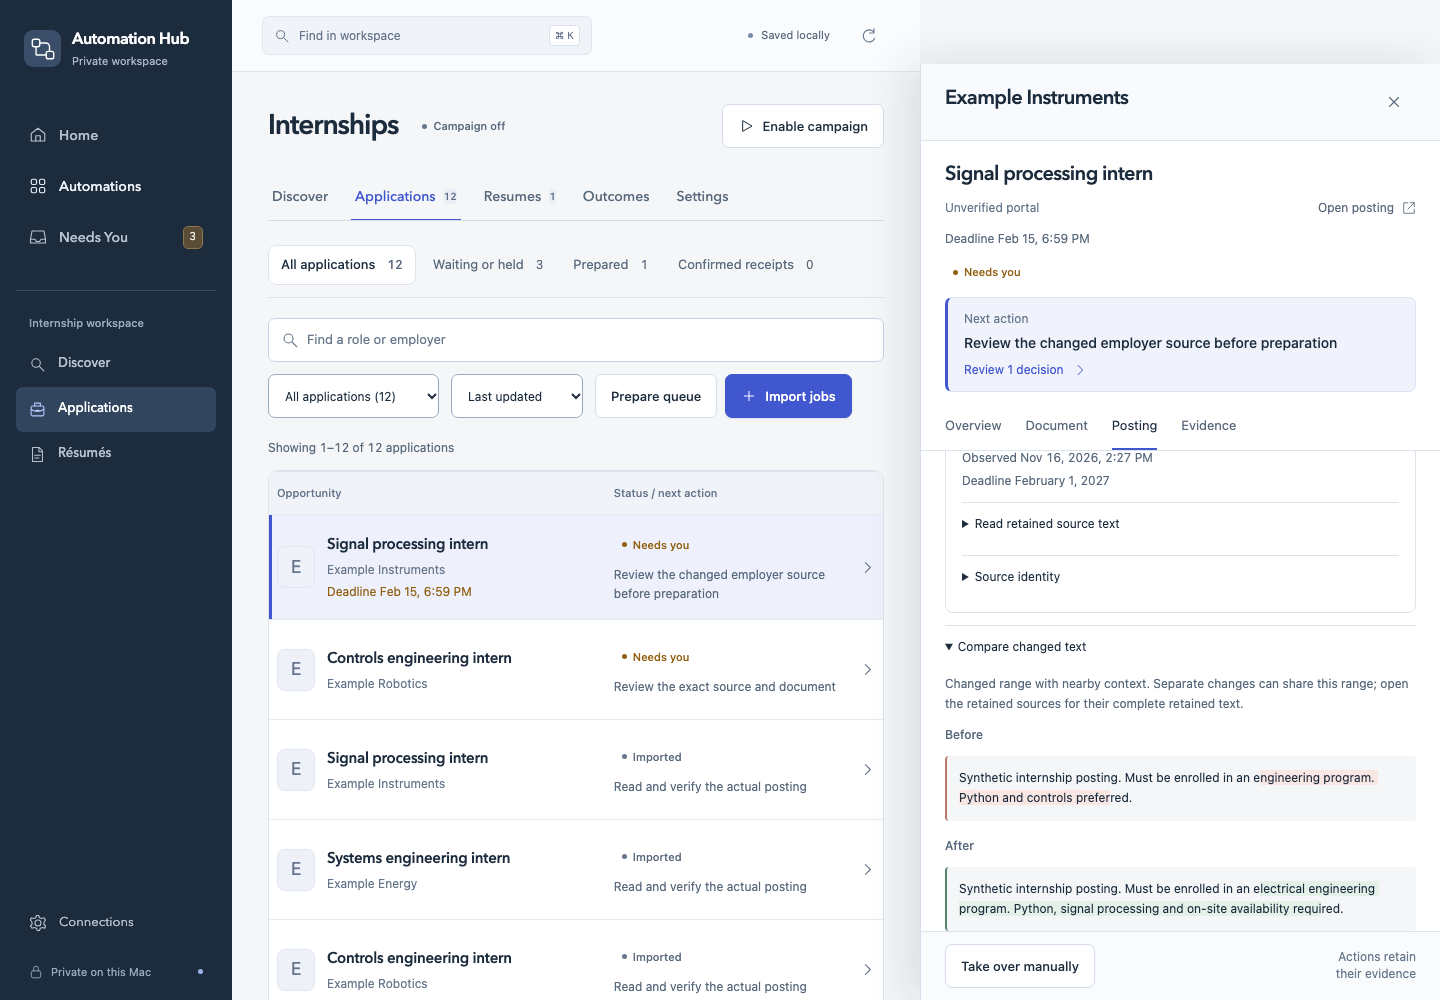 Automation Hub
Private workspace
Home
Automations
Needs You 3
Internship workspace
Discover
Applications
Résumés
Connections
Private on this Mac
Find in workspace ⌘ K
Saved locally
Internships
Campaign off
Enable campaign
Discover Applications 12 Resumes 1 Outcomes Settings
All applications 12 Waiting or held 3 Prepared 1 Confirmed receipts 0
Find a role or employer
All applications (12) Last updated Prepare queue Import jobs
Showing 1–12 of 12 applications
Opportunity Status / next action
E
Signal processing intern
Example Instruments
Deadline Feb 15, 6:59 PM
Needs you
Review the changed employer source
before preparation
E
Controls engineering intern
Example Robotics
Needs you
Review the exact source and document
E
Signal processing intern
Example Instruments
Imported
Read and verify the actual posting
E
Systems engineering intern
Example Energy
Imported
Read and verify the actual posting
E
Controls engineering intern
Example Robotics
Imported
Read and verify the actual posting
Example Instruments
Signal processing intern
Unverified portal
Open posting
Deadline Feb 15, 6:59 PM
Needs you
Next action
Review the changed employer source before preparation
Review 1 decision
Overview Document Posting Evidence
Observed Nov 16, 2026, 2:27 PM
Deadline February 1, 2027
Read retained source text
Source identity
Compare changed text
Changed range with nearby context. Separate changes can share this range; open
the retained sources for their complete retained text.
Before
Synthetic internship posting. Must be enrolled in an engineering program.
Python and controls preferred.
After
Synthetic internship posting. Must be enrolled in an electrical engineering
program. Python, signal processing and on-site availability required.
Take over manually
Actions retain
their evidence